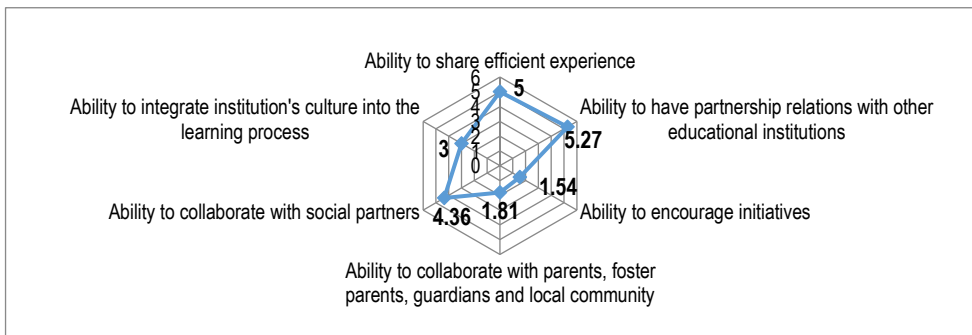 Ability to share efficient experience
6
5
4
3
2
1
0
5
Ability to have partnership relations with other
educational institutions
5.27
1.54
Ability to encourage initiatives
1.81
Ability to collaborate with parents, foster
parents, guardians and local community
4.36
Ability to collaborate with social partners
3
Ability to integrate institution's culture into the
learning process